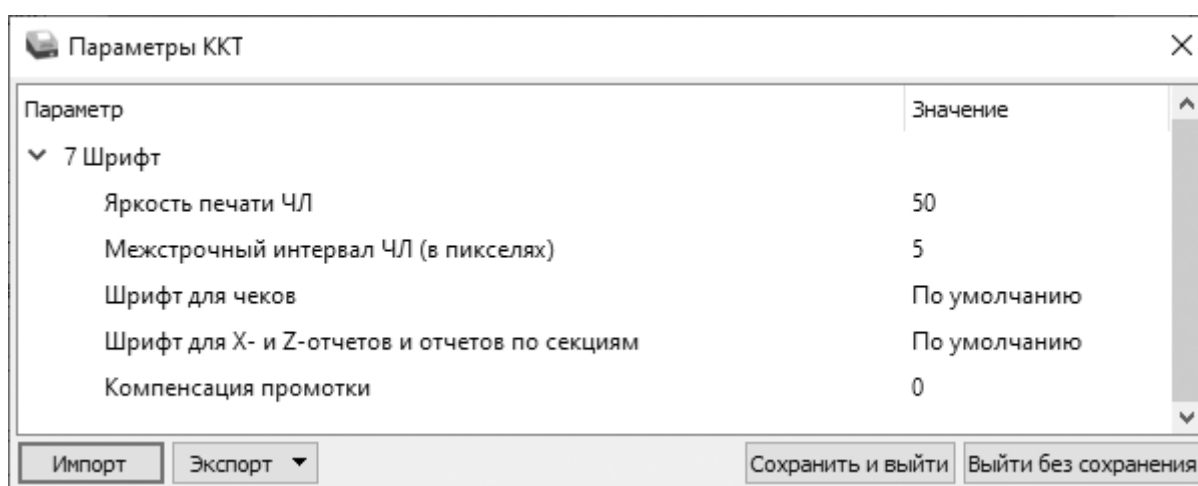 Параметры ККТ
Параметр Значение
7 Шрифт
Яркость печати ЧЛ 50
Межстрочный интервал ЧЛ (в пикселях) 5
Шрифт для чеков По умолчанию
Шрифт для X- и Z-отчетов и отчетов по секциям По умолчанию
Компенсация промотки 0
Импорт Экспорт Сохранить и выйти Выйти без сохранения